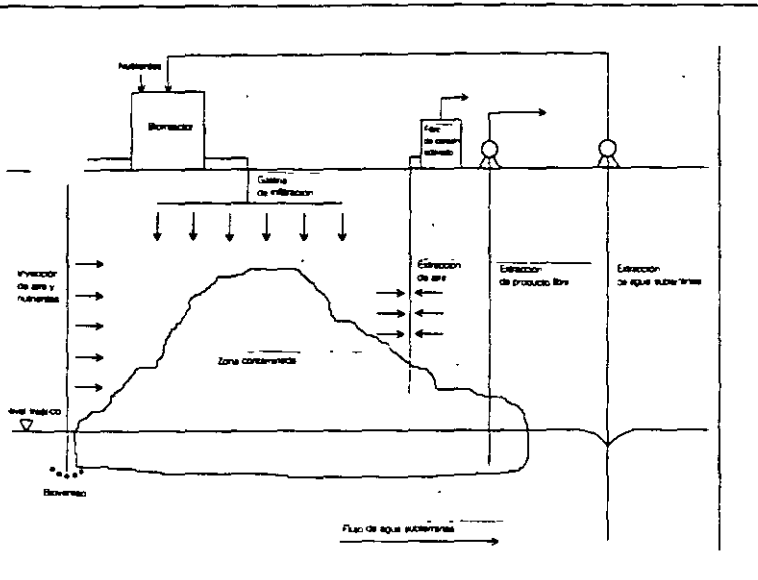 Nutrientes
Biorreactor
Filtro
de carbón
activado
Galería
de infiltración
Inyección
de aire y
nutrientes
Extracción
de aire
Extracción
de producto libre
Extracción
de agua subterránea
Zona contaminada
Nivel freático
Bioventeo
Flujo de agua subterránea